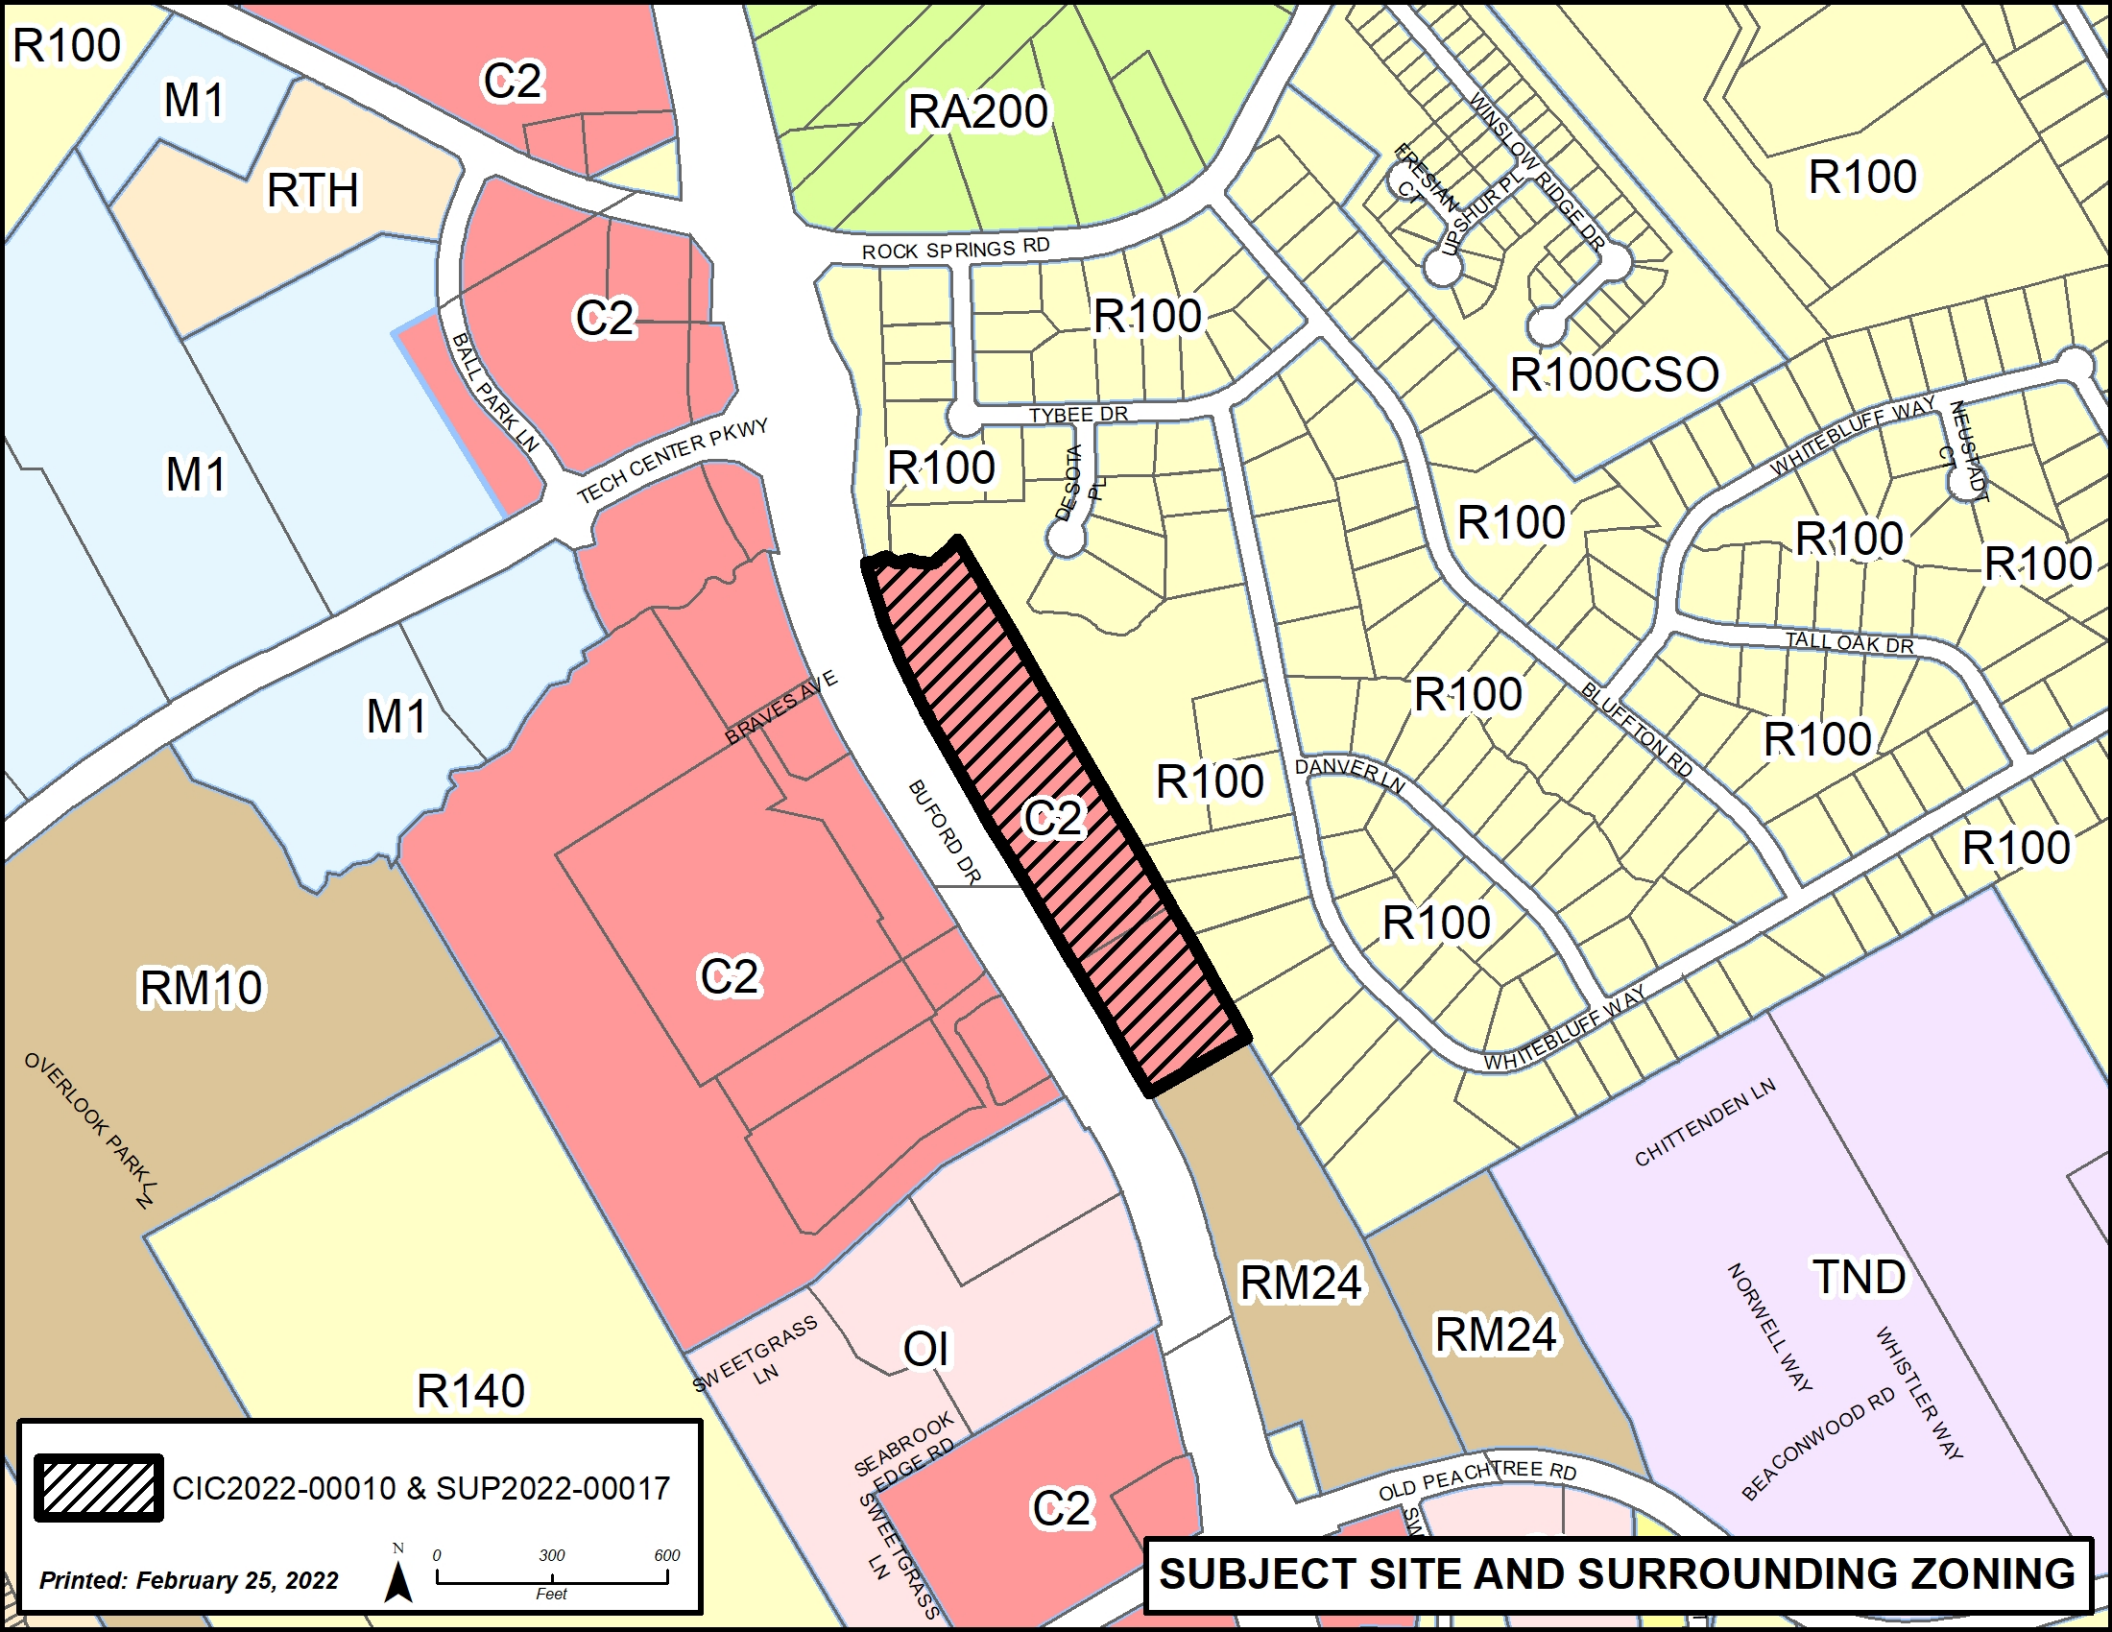 R100
C2
M1
RA200
RTH
R100
WINSLOW RIDGE DR
FRESIAN
CT
UPSHUR PL
ROCK SPRINGS RD
C2
R100
R100CSO
BALL PARK LN
TYBEE DR
WHITEBLUFF WAY
NEUSTADT
CT
TECH CENTER PKWY
M1
R100
DESOTA
PL
R100
R100
R100
TALL OAK DR
M1
BRAVES AVE
R100
BLUFFTON RD
R100
DANVER LN
R100
BUFORD DR
C2
R100
R100
C2
RM10
WHITEBLUFF WAY
OVERLOOK PARK LN
CHITTENDEN LN
RM24
TND
NORWELL WAY
RM24
WHISTLER WAY
SWEETGRASS
LN
OI
R140
BEACONWOOD RD
SEABROOK
EDGE RD
OLD PEACHTREE RD
SW
C2
SWEETGRASS
LN
CIC2022-00010 & SUP2022-00017
Printed: February 25, 2022
N
0 300 600
Feet
SUBJECT SITE AND SURROUNDING ZONING